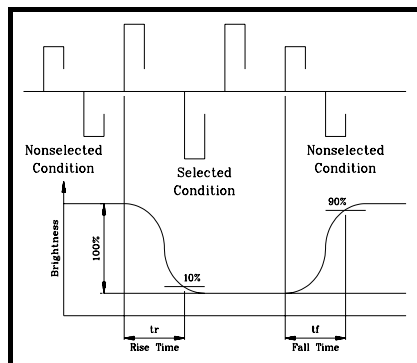 Nonselected
Condition
Selected
Condition
Nonselected
Condition
Brightness
100%
10%
90%
tr
Rise Time
tf
Fall Time